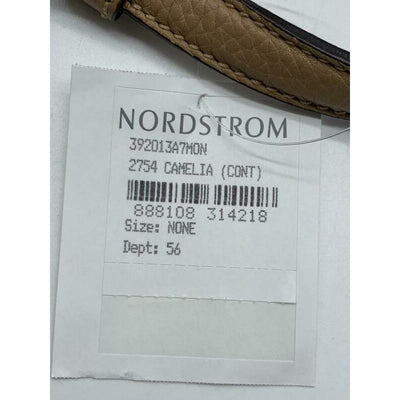 NORDSTROM
392013A7MON
2754 CAMELIA (CONT)
888108 314218
Size: NONE
Dept: 56